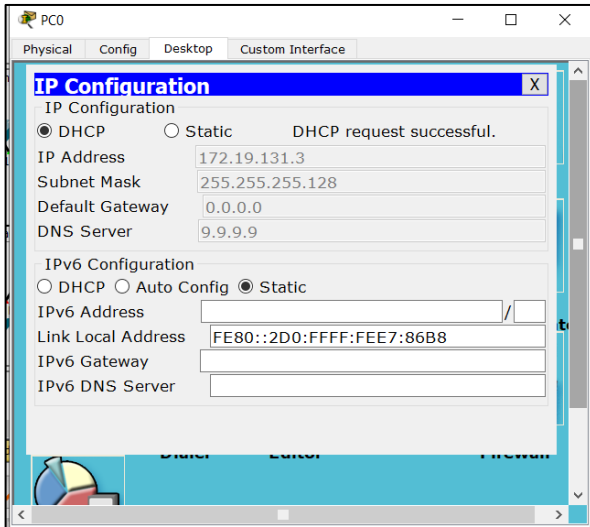 PC0
Physical Config Desktop Custom Interface
IP Configuration X
IP Configuration
DHCP Static DHCP request successful.
IP Address 172.19.131.3
Subnet Mask 255.255.255.128
Default Gateway 0.0.0.0
DNS Server 9.9.9.9
IPv6 Configuration
DHCP Auto Config Static
IPv6 Address /
Link Local Address FE80::2D0:FFFF:FEE7:86B8
IPv6 Gateway
IPv6 DNS Server